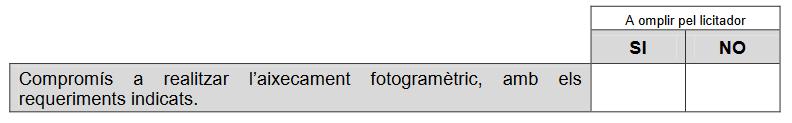 A omplir pel licitador
SI NO
Compromís a realitzar l'aixecament fotogramètric, amb els
requeriments indicats.